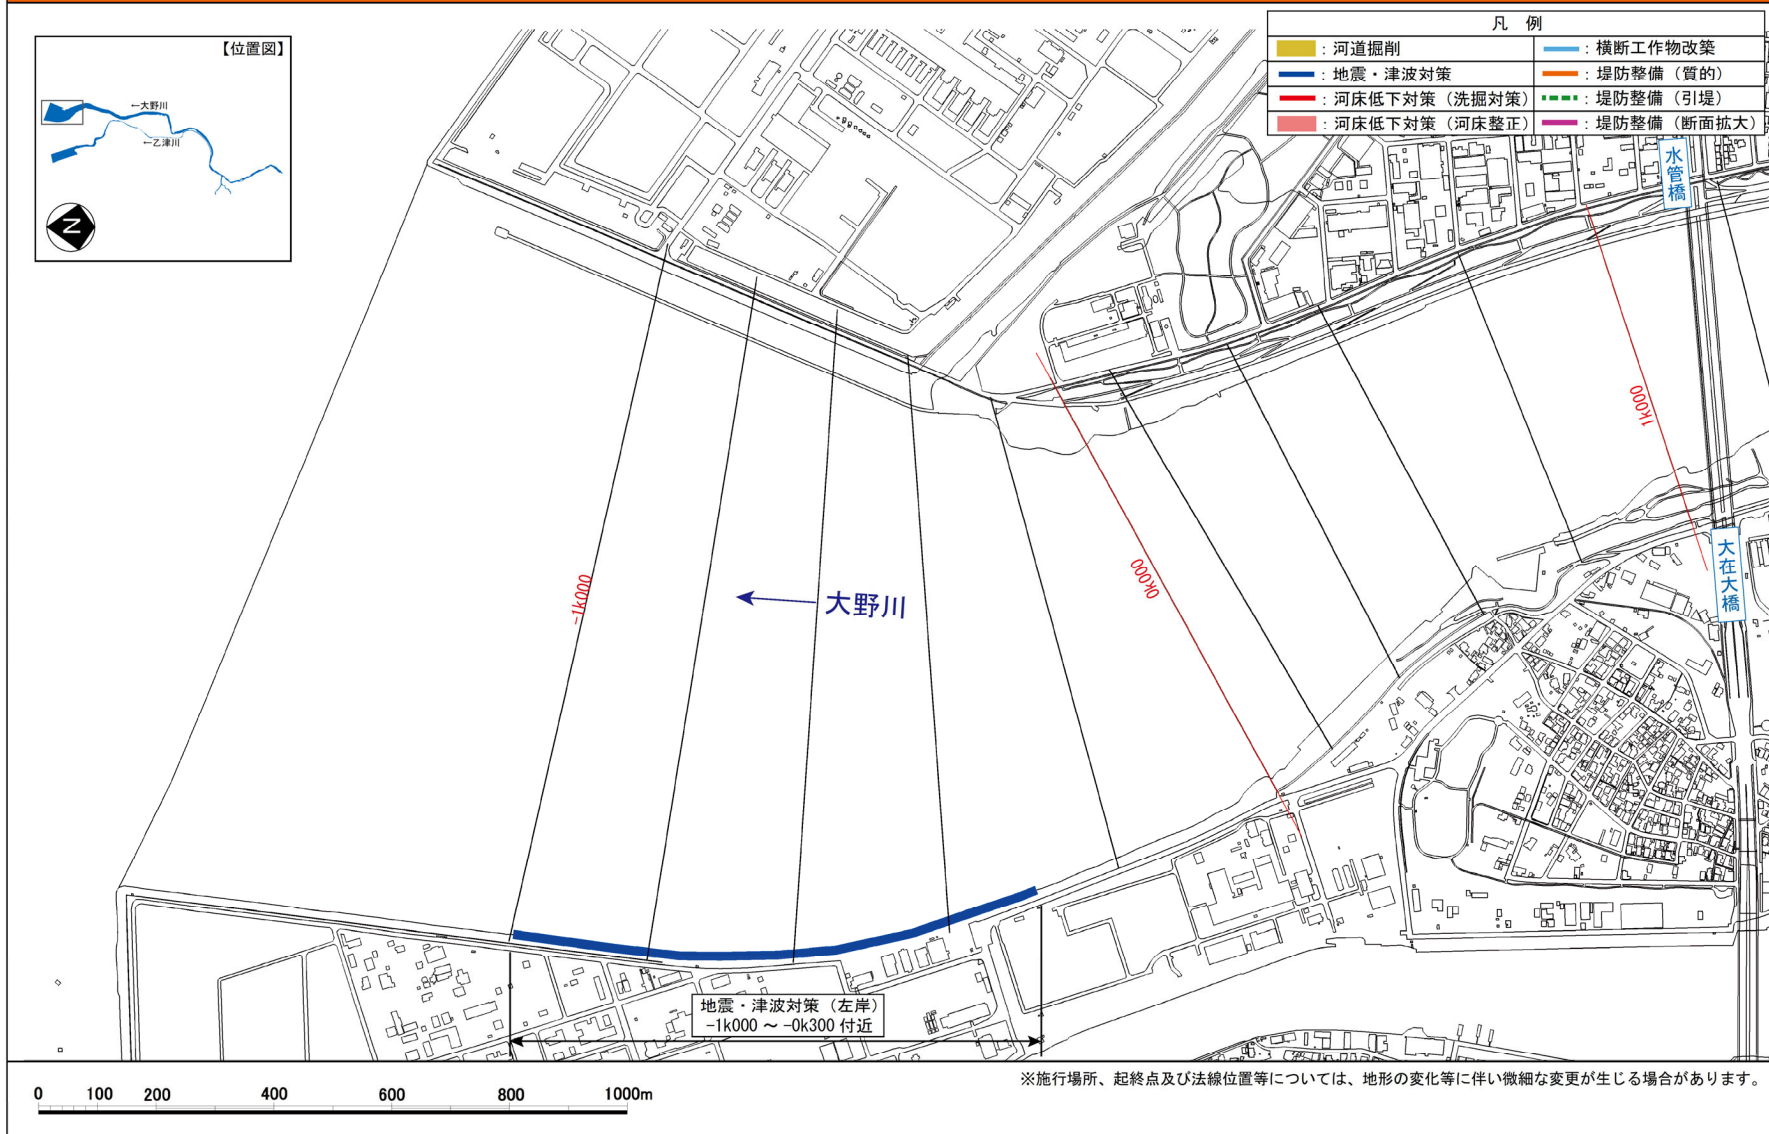 【位置図】
←大野川
←乙津川
N
凡 例
：河道掘削
：横断工作物改築
：地震・津波対策
：堤防整備（質的）
：河床低下対策（洗掘対策）
：堤防整備（引堤）
：河床低下対策（河床整正）
：堤防整備（断面拡大）
水管橋
1k000
0k000
-1k000
大野川
大在大橋
地震・津波対策（左岸）
-1k000 ～ -0k300 付近
※施行場所、起終点及び法線位置等については、地形の変化等に伴い微細な変更が生じる場合があります。
0 100 200 400 600 800 1000m